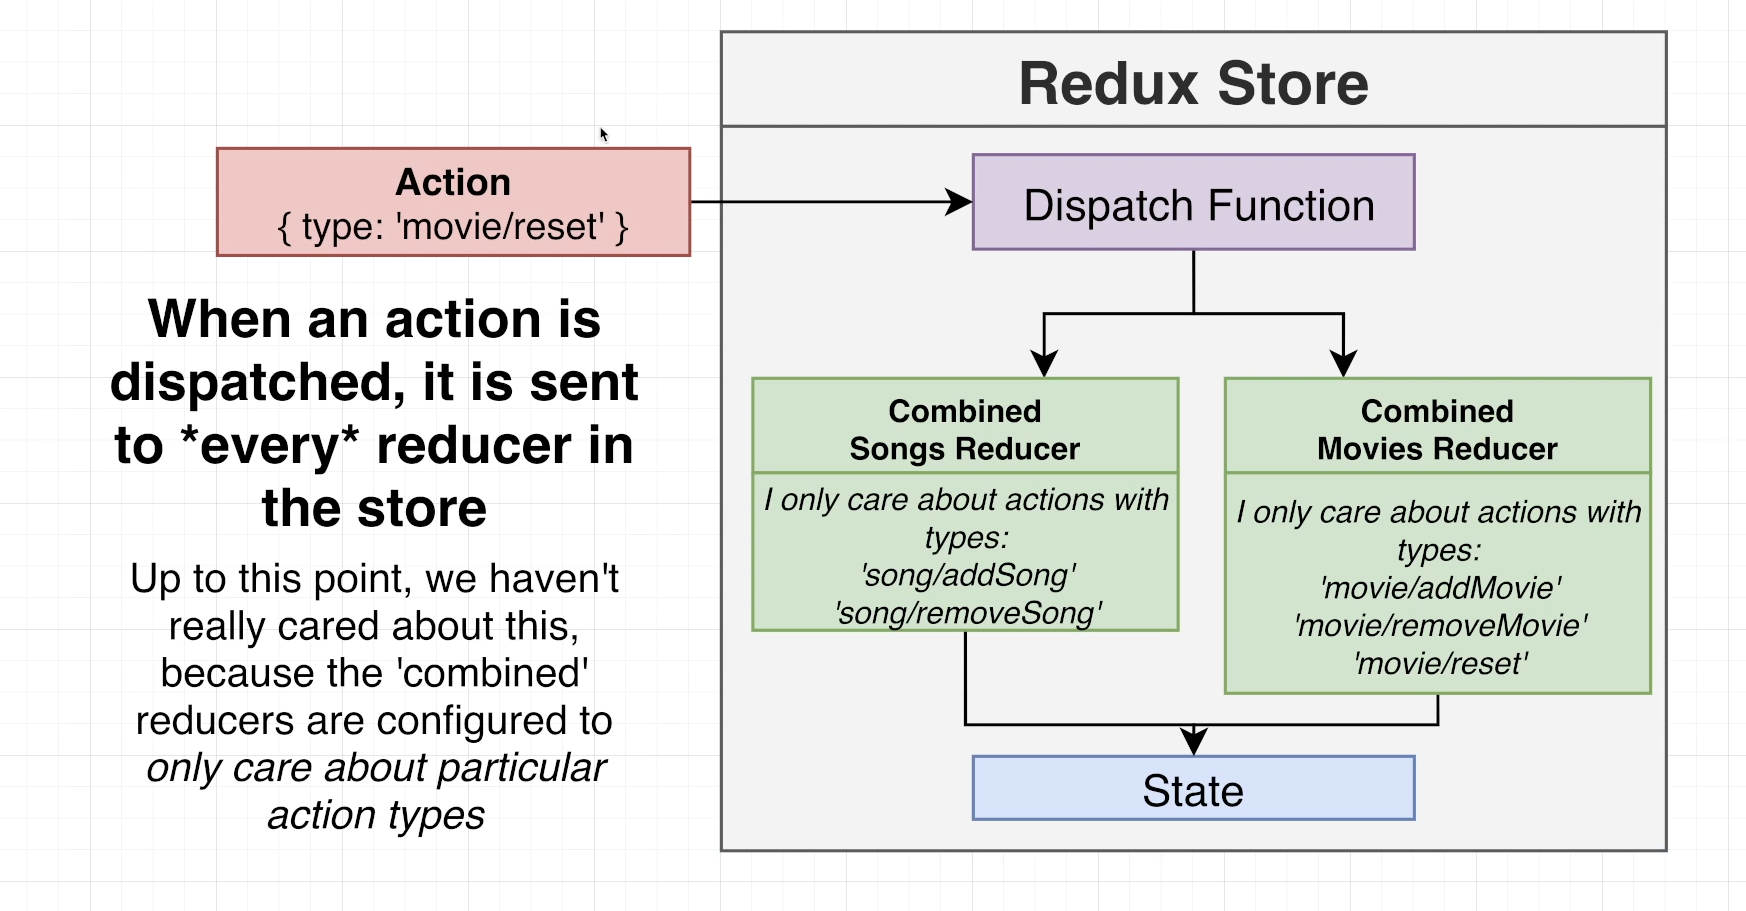 Redux Store
Action
{ type: 'movie/reset' }
Dispatch Function
When an action is
dispatched, it is sent
to *every* reducer in
the store
Up to this point, we haven't
really cared about this,
because the 'combined'
reducers are configured to
only care about particular
action types
Combined
Songs Reducer
I only care about actions with
types:
'song/addSong'
'song/removeSong'
Combined
Movies Reducer
I only care about actions with
types:
'movie/addMovie'
'movie/removeMovie'
'movie/reset'
State